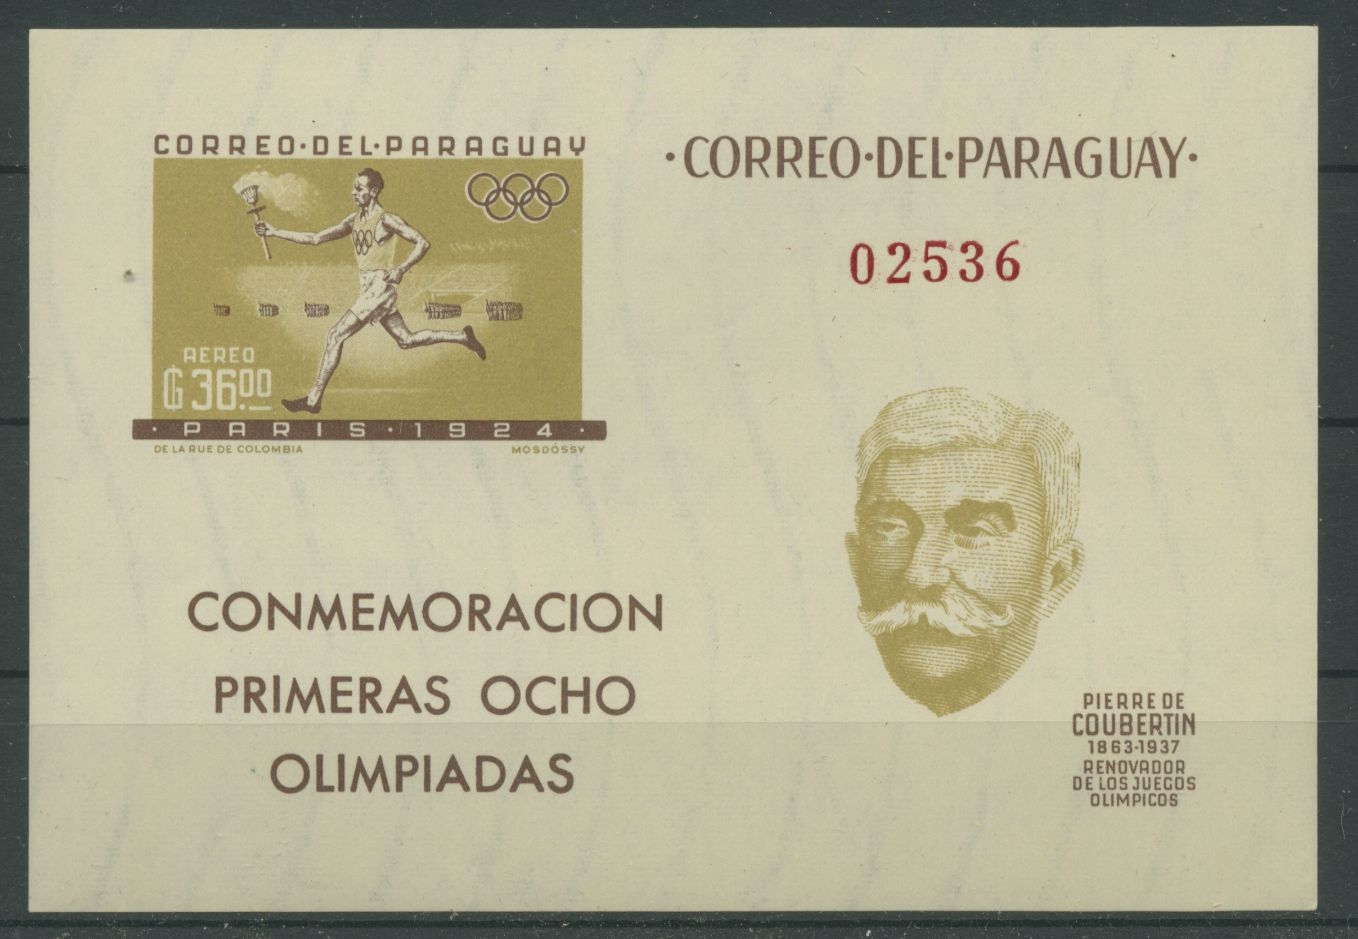 CORREO·DEL·PARAGUAY
AEREO
₲ 36.00
·PARIS·1924·
DE LA RUE DE COLOMBIA
MOSDÓSSY
CONMEMORACION
PRIMERAS OCHO
OLIMPIADAS
·CORREO·DEL·PARAGUAY·
02536
PIERRE DE
COUBERTIN
1863-1937
RENOVADOR
DE LOS JUEGOS
OLIMPICOS